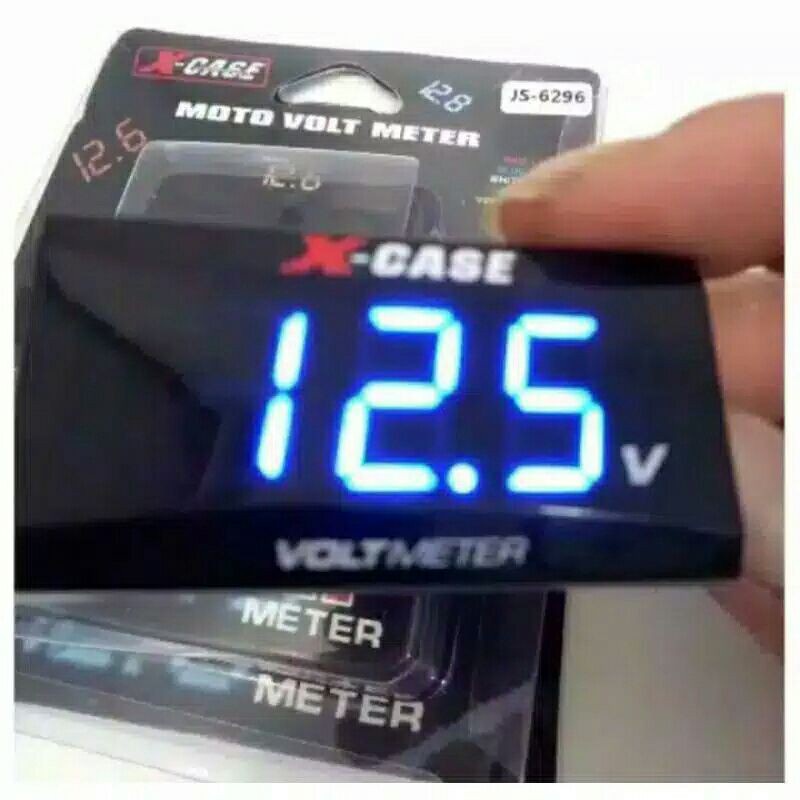 X-CASE
12.8
JS-6296
MOTO VOLT METER
12.6
12.6
X-CASE
12.5 V
VOLTMETER
METER
METER